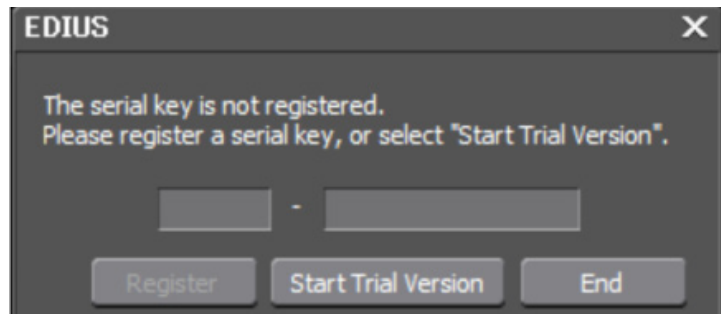 EDIUS X
The serial key is not registered.
Please register a serial key, or select "Start Trial Version".
-
Register Start Trial Version End